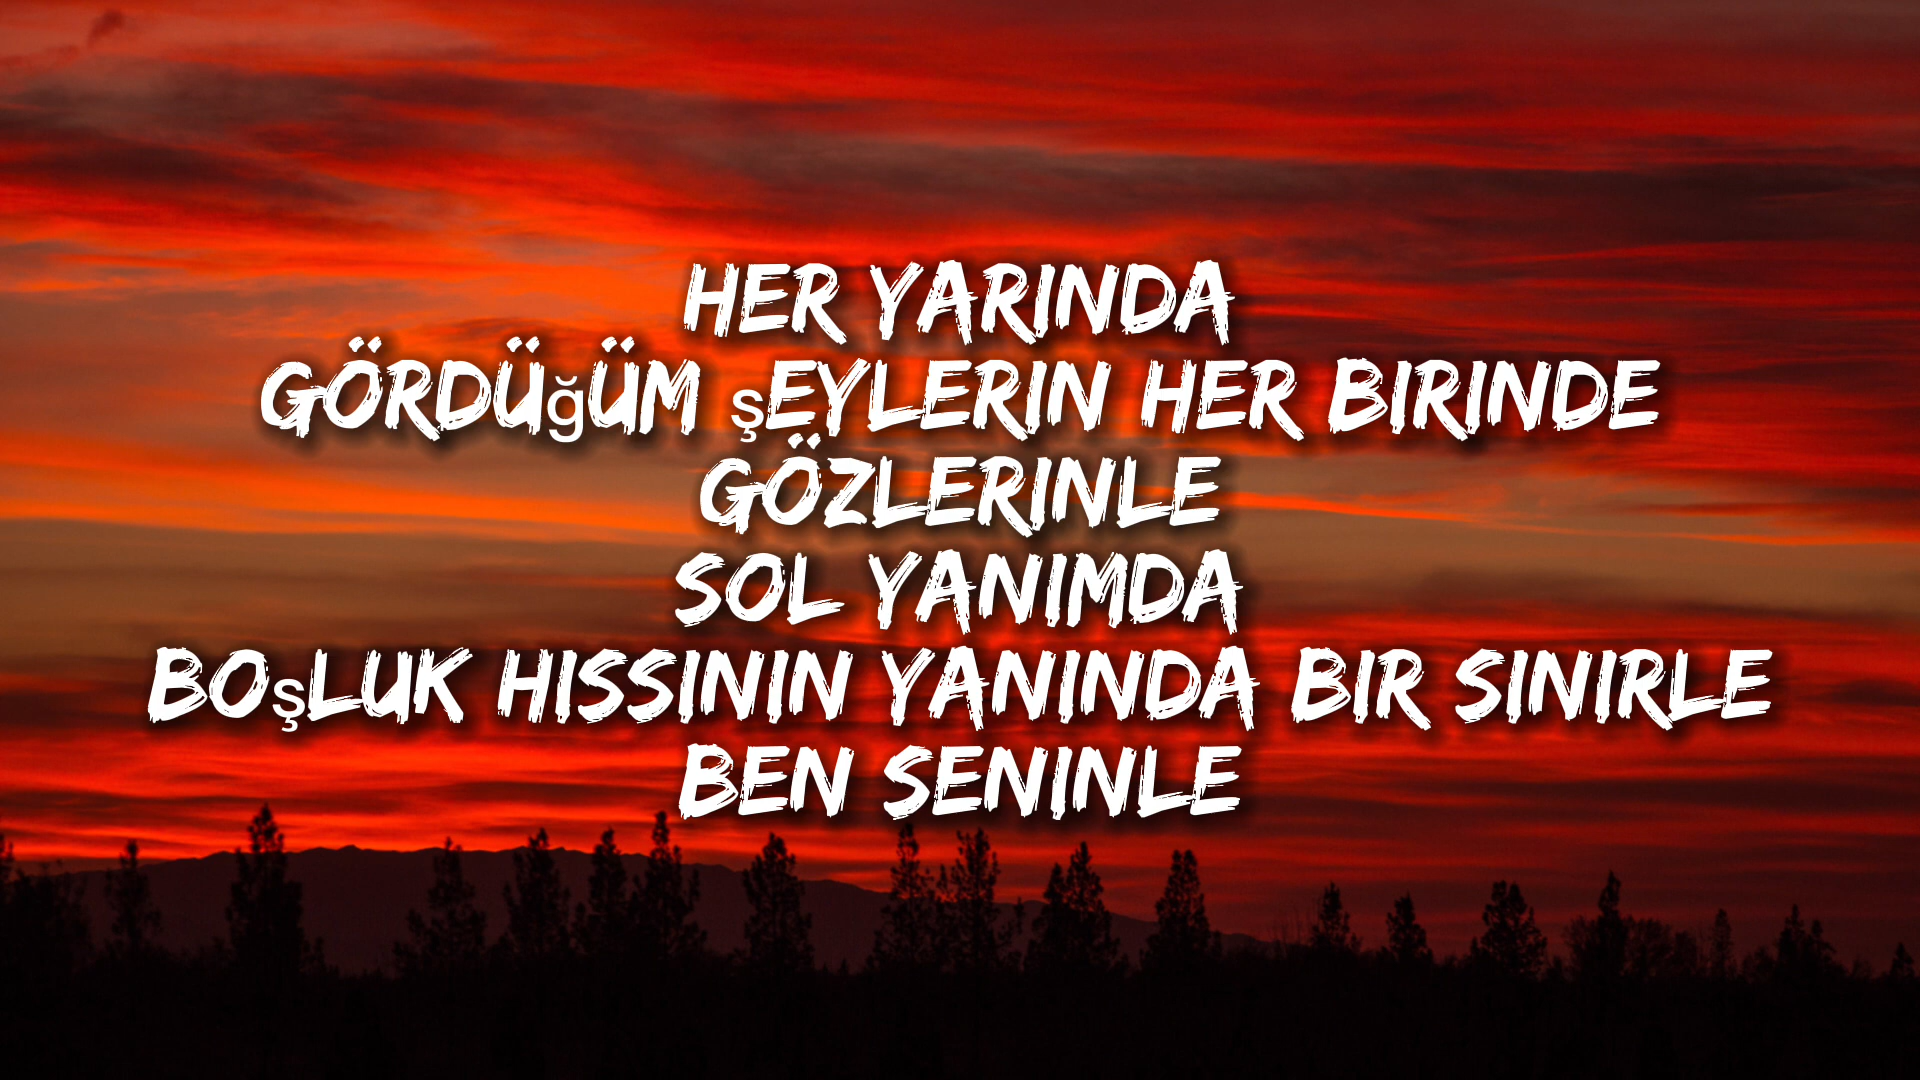 HER YARINDA
GÖRDÜğÜM şEYLERIN HER BIRINDE
GÖZLERINLE
SOL YANIMDA
BOşLUK HISSININ YANINDA BIR SINIRLE
BEN SENINLE